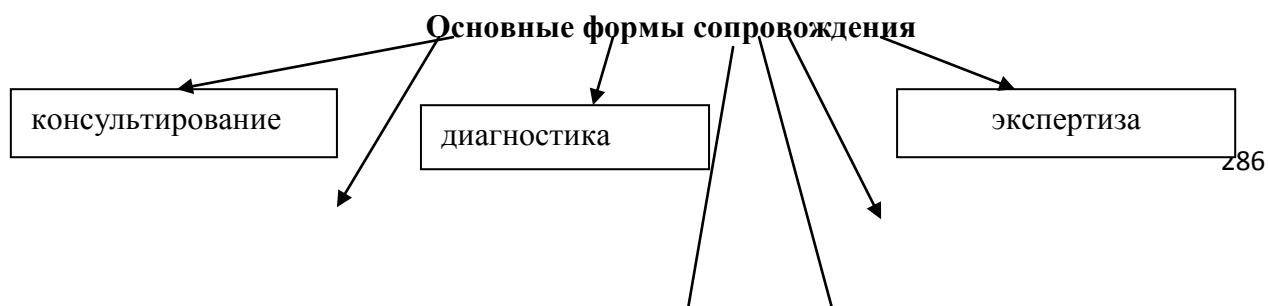 Основные формы сопровождения
консультирование
диагностика
экспертиза
286